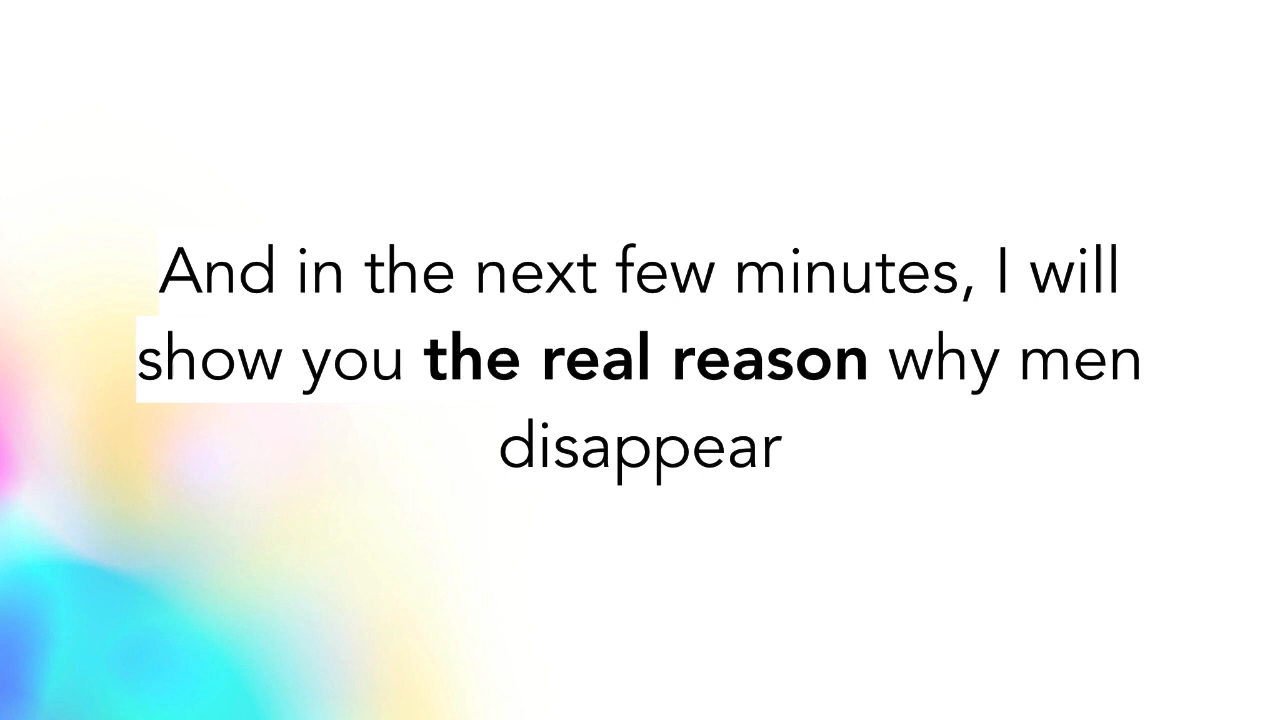 And in the next few minutes, I will
show you the real reason why men
disappear